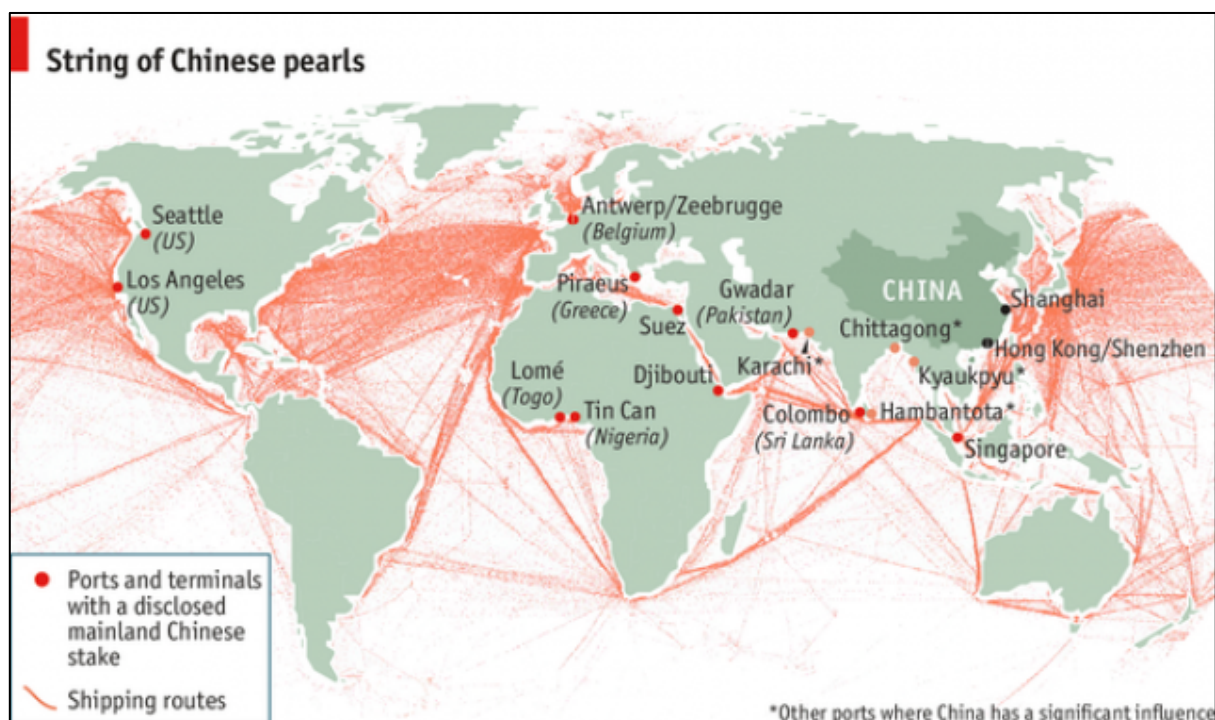 String of Chinese pearls
Seattle
(US)
Los Angeles
(US)
Antwerp/Zeebrugge
(Belgium)
Piraeus
(Greece)
Suez
Gwadar
(Pakistan)
Karachi*
CHINA
Shanghai
Chittagong*
Hong Kong/Shenzhen
Kyaukpyu*
Lomé
(Togo)
Tin Can
(Nigeria)
Djibouti
Colombo
(Sri Lanka)
Hambantota*
Singapore
Ports and terminals
with a disclosed
mainland Chinese
stake
Shipping routes
*Other ports where China has a significant influence